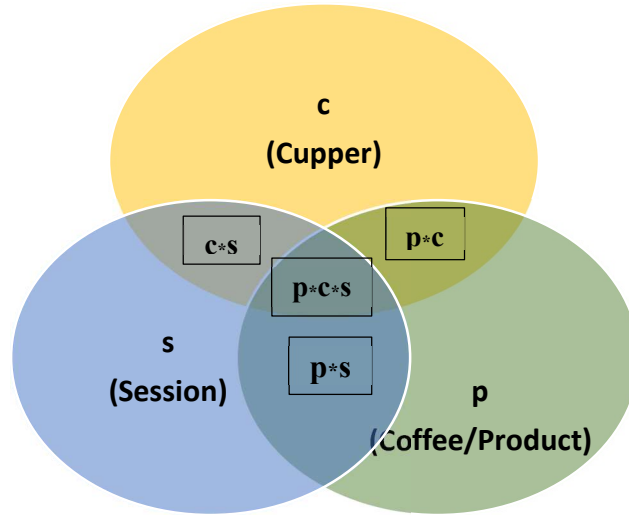 c
(Cupper)
c*s
p*c
p*c*s
s
(Session)
p*s
p
(Coffee/Product)